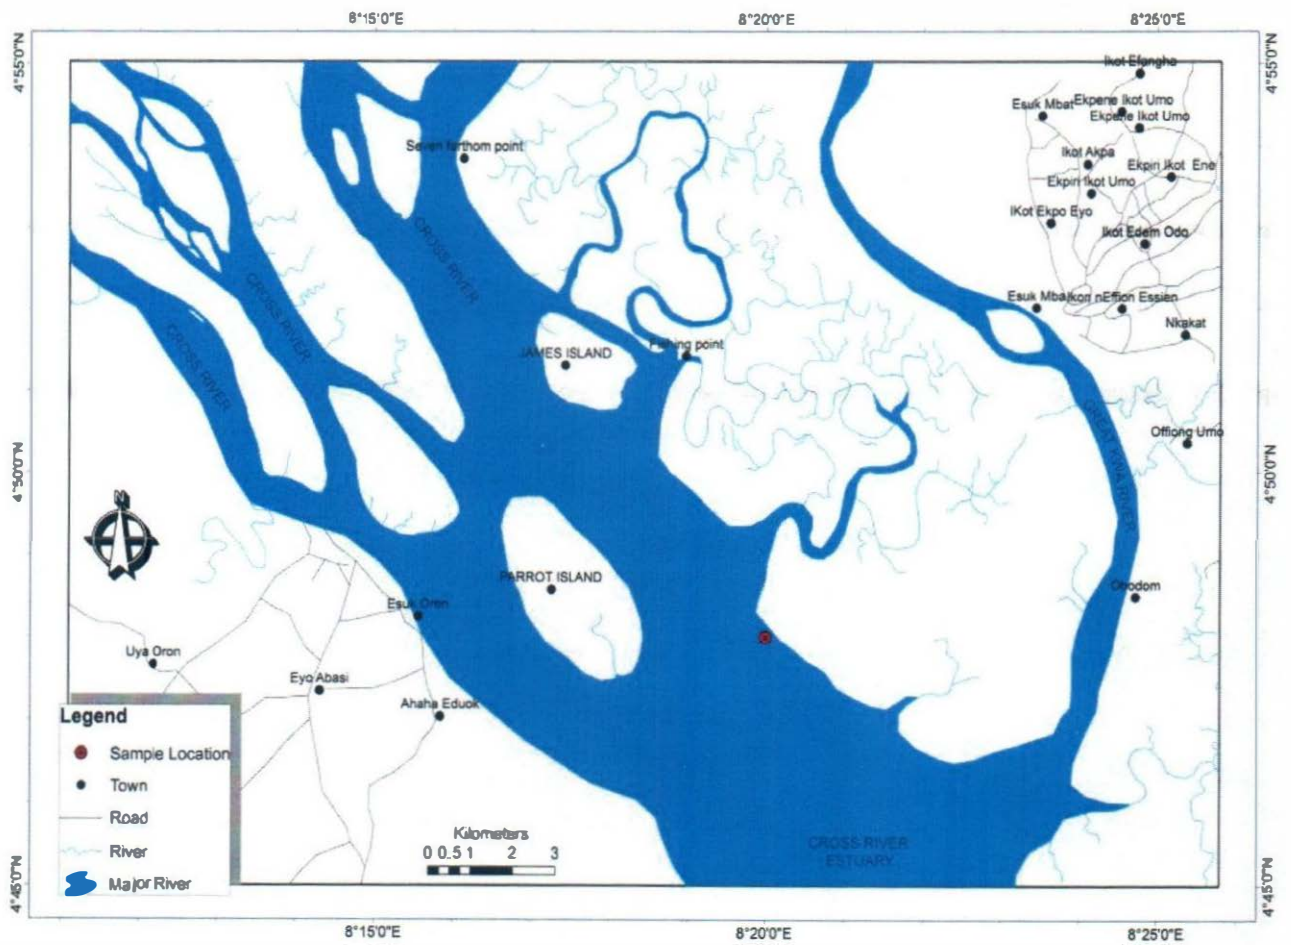 8°15'0"E
8°20'0"E
8°25'0"E
4°55'0"N
4°55'0"N
Ikot Efangha
Esuk Mbat
Ekpene Ikot Umo
Ekpene Ikot Umo
Seven farthom point
Ikot Akpa
Ekpiri Ikot Ene
Ekpiri Ikot Umo
IKot Ekpo Eyo
CROSS RIVER
Ikot Edem Odo
CROSS RIVER
Esuk Mba
Ikon nEffion Essien
Nkakat
CROSS RIVER
JAMES ISLAND
Fishing point
GREAT KWA RIVER
Offiong Umo
4°50'0"N
4°50'0"N
N
PARROT ISLAND
Obodom
Esuk Oron
Uya Oron
Eyo Abasi
Ahaha Eduok
Legend
Sample Location
Town
Road
River
Major River
Kilometers
0 0.5 1 2 3
CROSS RIVER
ESTUARY
4°45'0"N
4°45'0"N
8°15'0"E
8°20'0"E
8°25'0"E